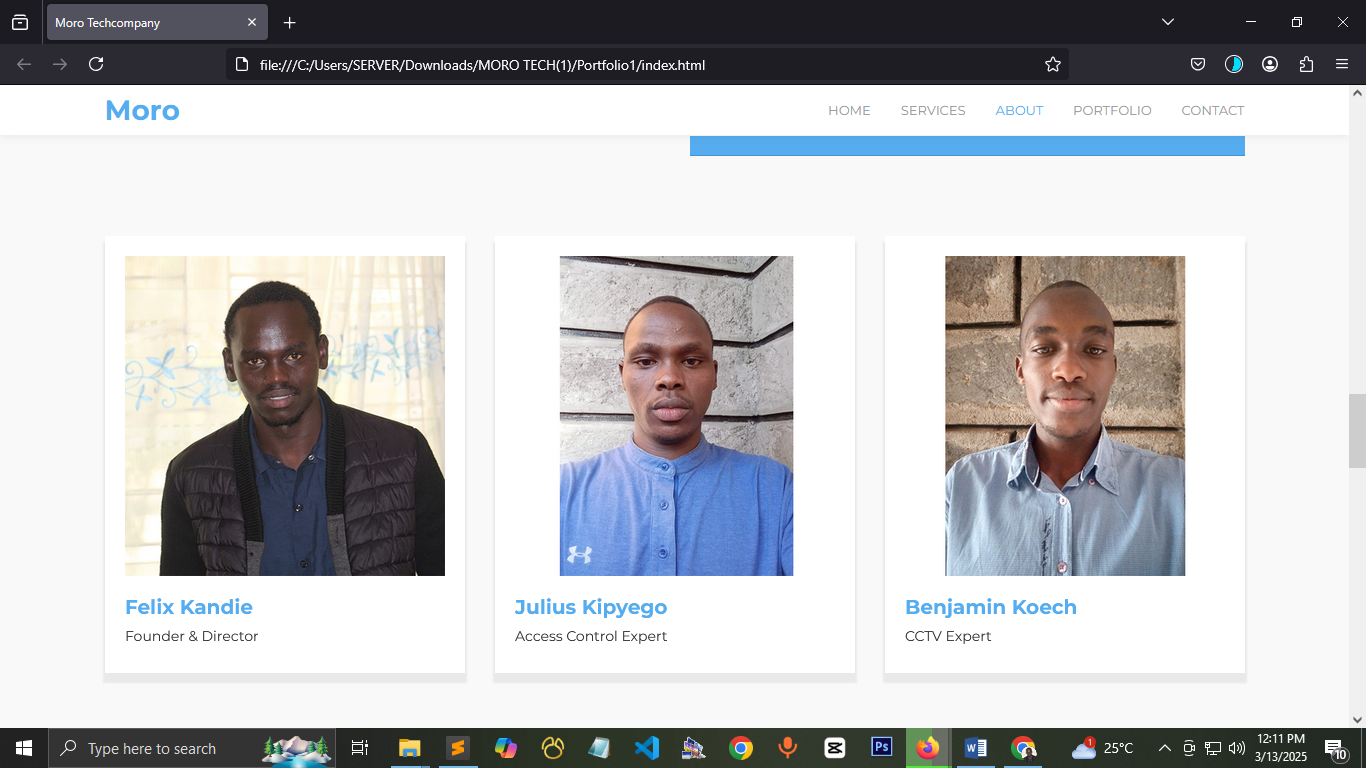 Moro Techcompany
file:///C:/Users/SERVER/Downloads/MORO TECH(1)/Portfolio1/index.html
Moro
HOME SERVICES ABOUT PORTFOLIO CONTACT
Felix Kandie
Founder & Director
Julius Kipyego
Access Control Expert
Benjamin Koech
CCTV Expert
Type here to search
Ps
W
1
25°C
12:11 PM
3/13/2025
10